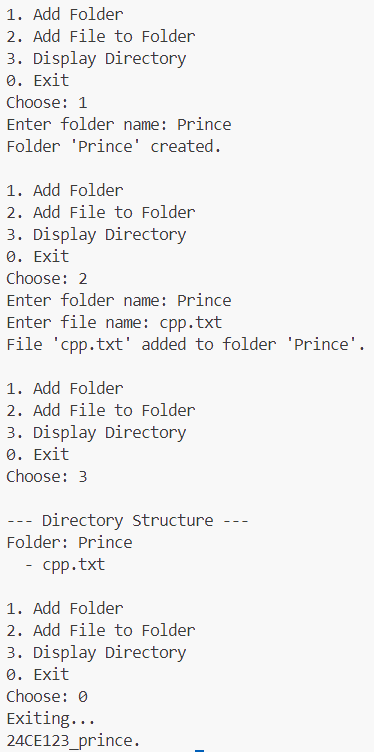 1. Add Folder
2. Add File to Folder
3. Display Directory
0. Exit
Choose: 1
Enter folder name: Prince
Folder 'Prince' created.

1. Add Folder
2. Add File to Folder
3. Display Directory
0. Exit
Choose: 2
Enter folder name: Prince
Enter file name: cpp.txt
File 'cpp.txt' added to folder 'Prince'.

1. Add Folder
2. Add File to Folder
3. Display Directory
0. Exit
Choose: 3

--- Directory Structure ---
Folder: Prince
  - cpp.txt

1. Add Folder
2. Add File to Folder
3. Display Directory
0. Exit
Choose: 0
Exiting...
24CE123_prince.